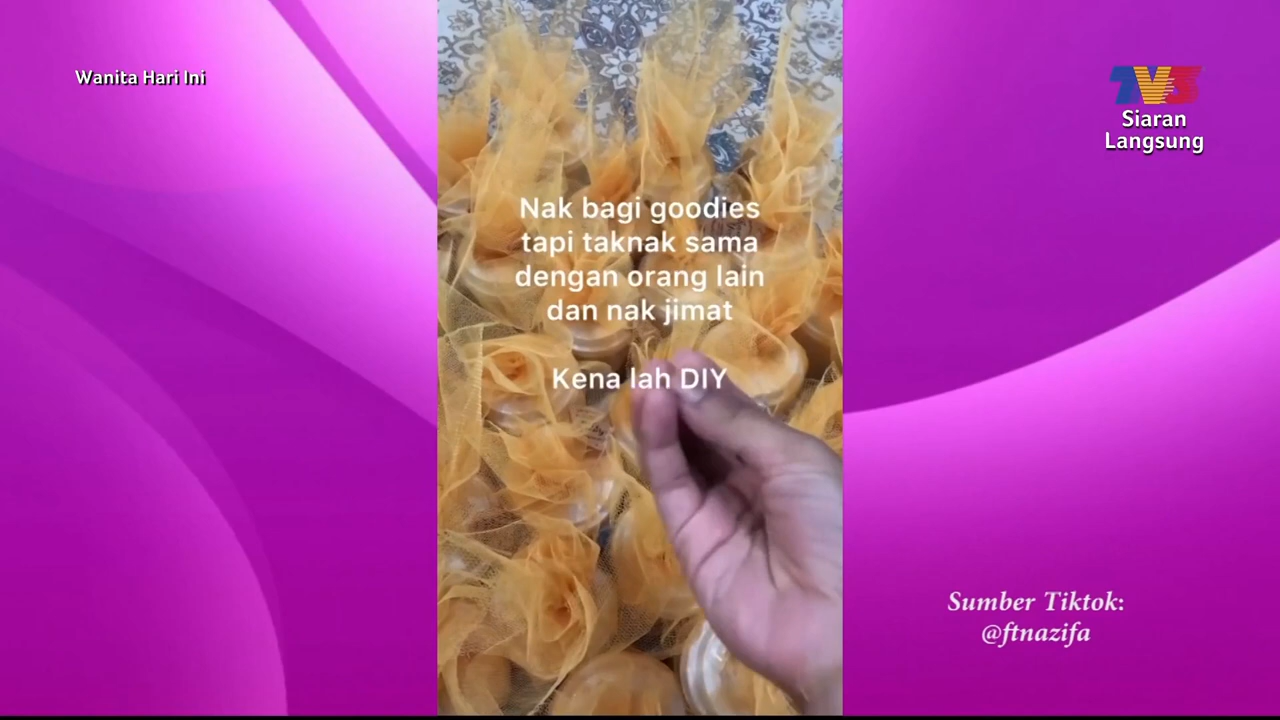 Wanita Hari Ini
TV3
Siaran
Langsung
Nak bagi goodies
tapi taknak sama
dengan orang lain
dan nak jimat
Kena lah DIY
Sumber Tiktok:
@ftnazifa